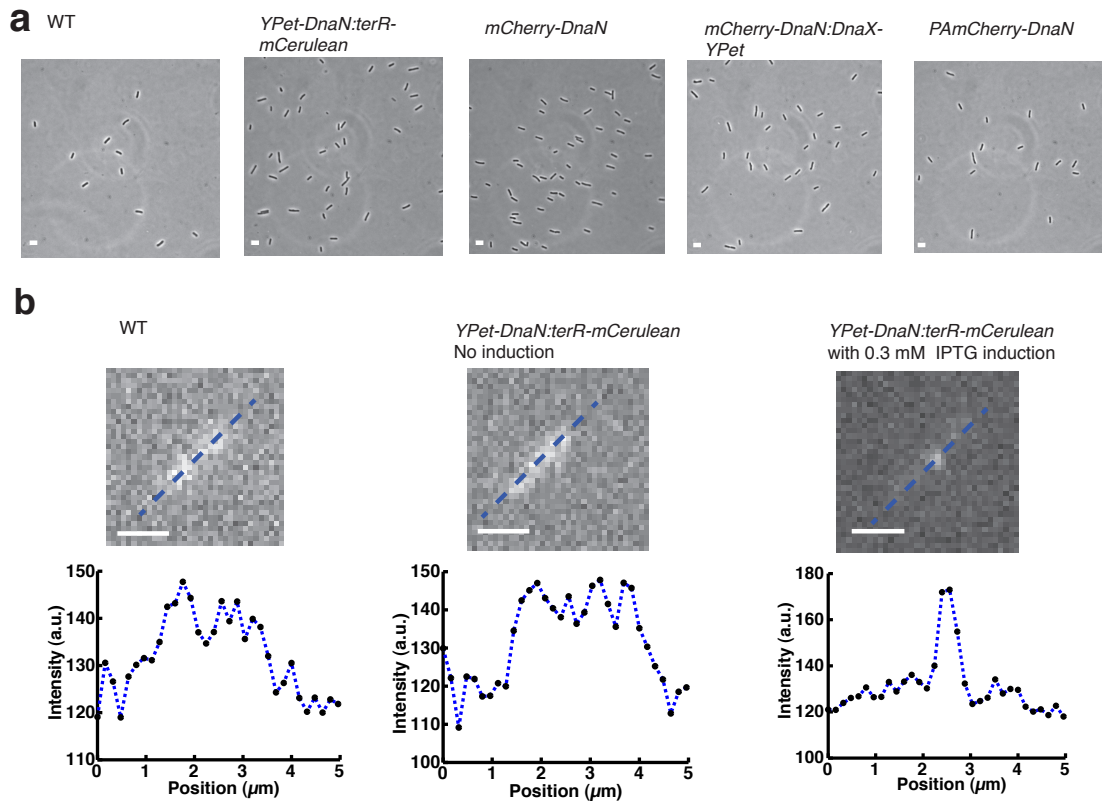 a
WT
YPet-DnaN:terR-
mCerulean
mCherry-DnaN
mCherry-DnaN:DnaX-
YPet
PAmCherry-DnaN
b
WT
YPet-DnaN:terR-mCerulean
No induction
YPet-DnaN:terR-mCerulean
with 0.3 mM IPTG induction
Intensity (a.u.)
150
140
130
120
110
0 1 2 3 4 5
Position (µm)
Intensity (a.u.)
150
140
130
120
110
100
0 1 2 3 4 5
Position (µm)
Intensity (a.u.)
180
160
140
120
100
0 1 2 3 4 5
Position (µm)